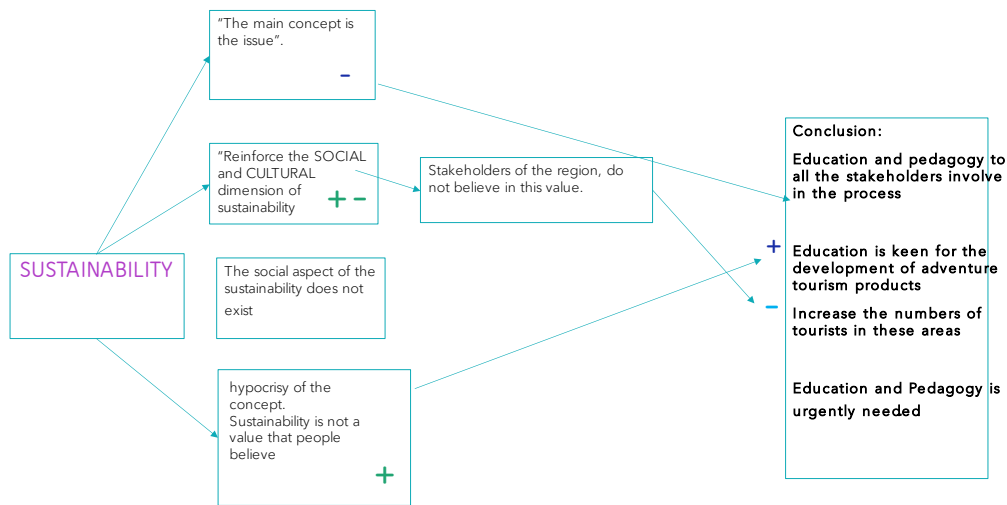 “The main concept is
the issue”.
-
“Reinforce the SOCIAL
and CULTURAL
dimension of
sustainability
+ -
Stakeholders of the region, do
not believe in this value.
SUSTAINABILITY
The social aspect of the
sustainability does not
exist
hypocrisy of the
concept.
Sustainability is not a
value that people
believe
+
Conclusion:
Education and pedagogy to
all the stakeholders involve
in the process
+
Education is keen for the
development of adventure
tourism products
-
Increase the numbers of
tourists in these areas
Education and Pedagogy is
urgently needed